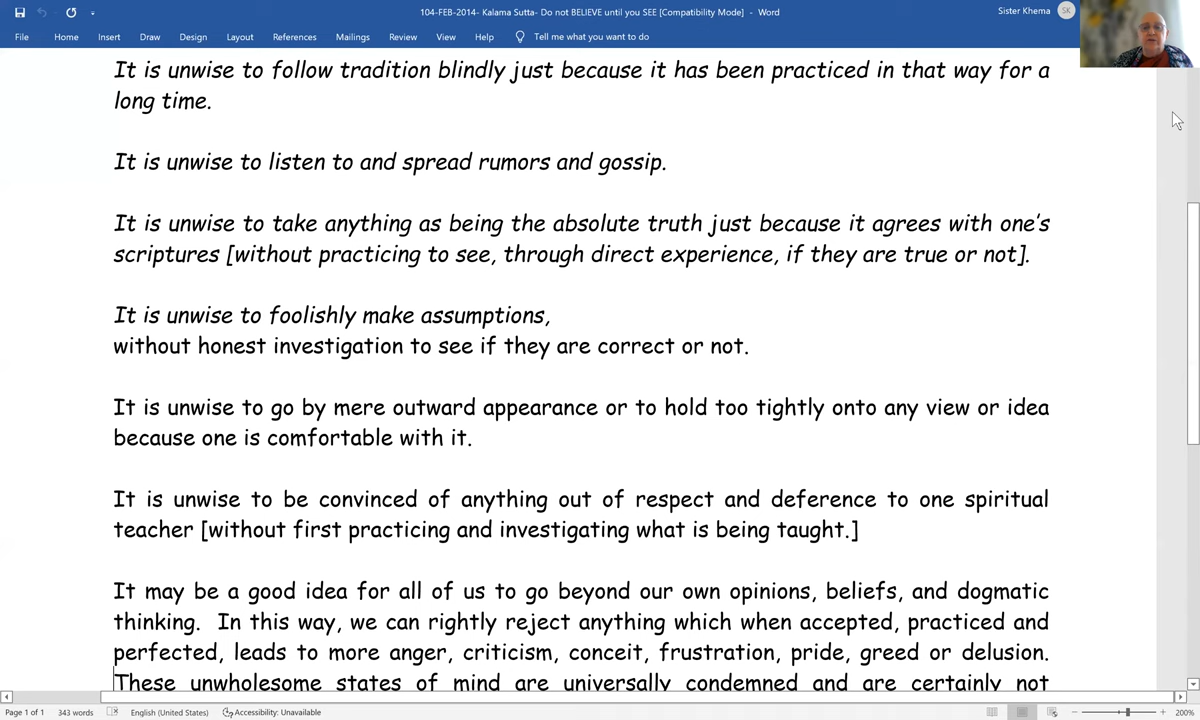 104-FEB-2014- Kalama Sutta- Do not BELIEVE until you SEE [Compatibility Mode] - Word
Sister Khema
SK
File Home Insert Draw Design Layout References Mailings Review View Help Tell me what you want to do
It is unwise to follow tradition blindly just because it has been practiced in that way for a
long time.
It is unwise to listen to and spread rumors and gossip.
It is unwise to take anything as being the absolute truth just because it agrees with one's
scriptures [without practicing to see, through direct experience, if they are true or not].
It is unwise to foolishly make assumptions,
without honest investigation to see if they are correct or not.
It is unwise to go by mere outward appearance or to hold too tightly onto any view or idea
because one is comfortable with it.
It is unwise to be convinced of anything out of respect and deference to one spiritual
teacher [without first practicing and investigating what is being taught.]
It may be a good idea for all of us to go beyond our own opinions, beliefs, and dogmatic
thinking. In this way, we can rightly reject anything which when accepted, practiced and
perfected, leads to more anger, criticism, conceit, frustration, pride, greed or delusion.
These unwholesome states of mind are universally condemned and are certainly not
Page 1 of 1 343 words English (United States) Accessibility: Unavailable 200%